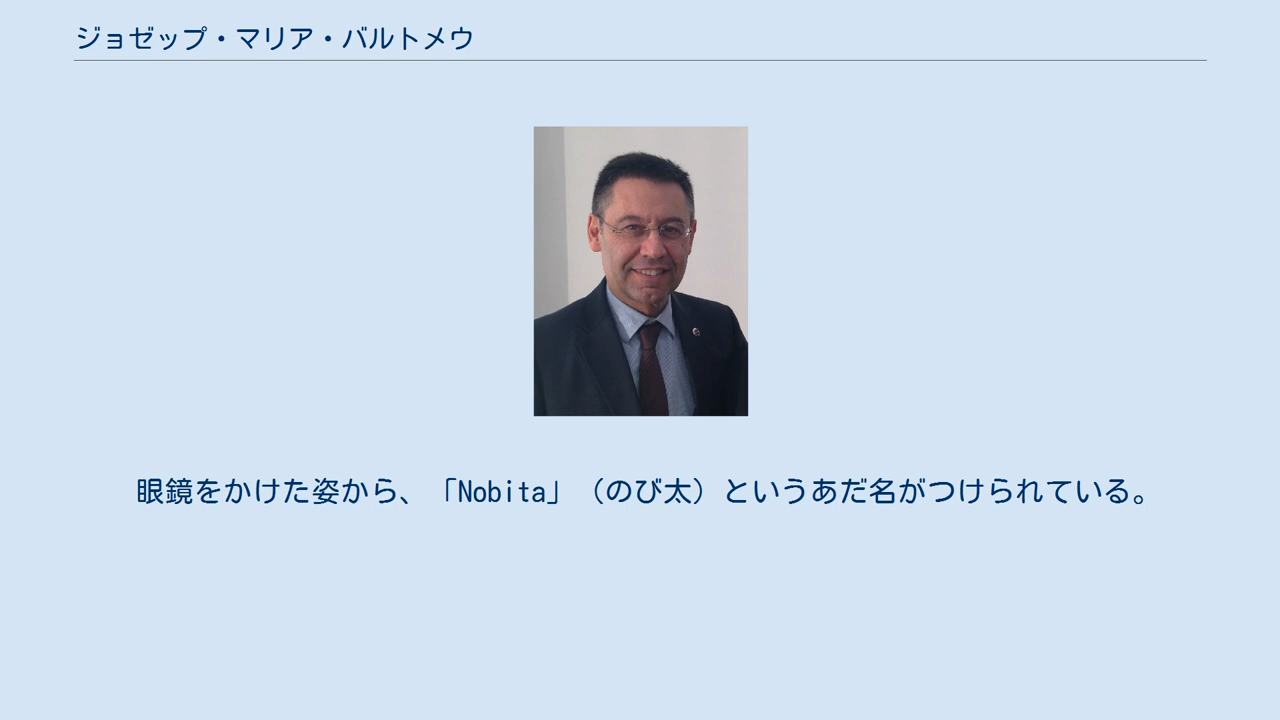 ジョゼップ・マリア・バルトメウ
眼鏡をかけた姿から、「Nobita」（のび太）というあだ名がつけられている。